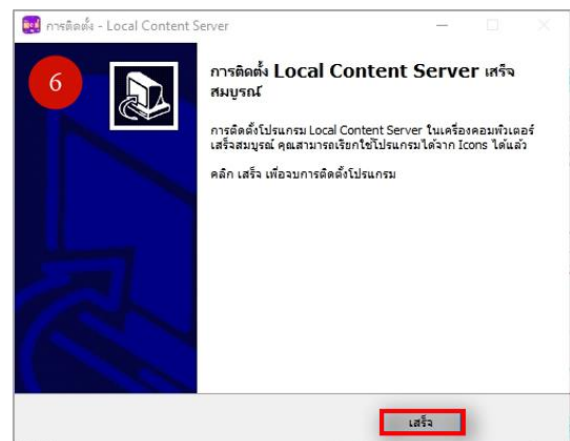 การติดตั้ง - Local Content Server
6
การติดตั้ง Local Content Server เสร็จ
สมบูรณ์
การติดตั้งโปรแกรม Local Content Server ในเครื่องคอมพิวเตอร์
เสร็จสมบูรณ์ คุณสามารถเรียกใช้โปรแกรมได้จาก Icons ได้แล้ว
คลิก เสร็จ เพื่อจบการติดตั้งโปรแกรม
เสร็จ